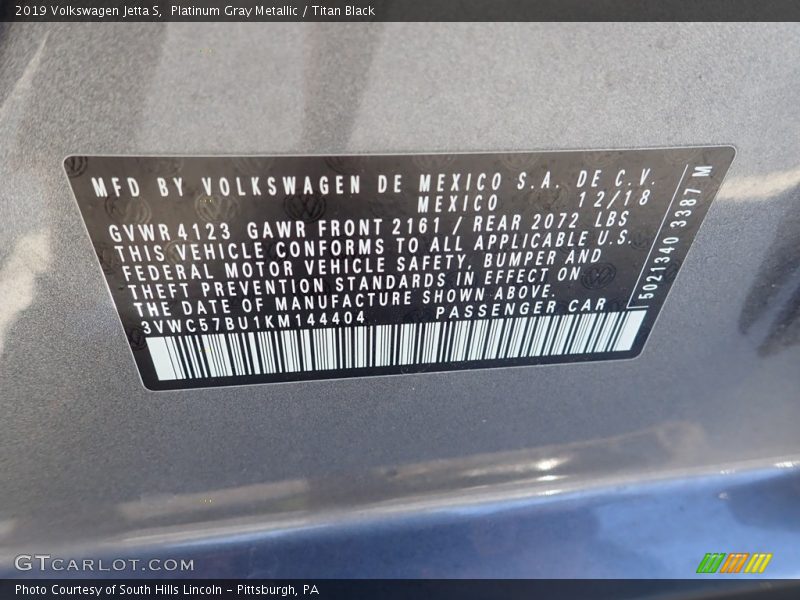 2019 Volkswagen Jetta S,  Platinum Gray Metallic / Titan Black
MFD BY VOLKSWAGEN DE MEXICO S.A. DE C.V.
MEXICO 12/18
GVWR 4123 GAWR FRONT 2161 / REAR 2072 LBS
THIS VEHICLE CONFORMS TO ALL APPLICABLE U.S.
FEDERAL MOTOR VEHICLE SAFETY, BUMPER AND
THEFT PREVENTION STANDARDS IN EFFECT ON
THE DATE OF MANUFACTURE SHOWN ABOVE.
3VWC57BU1KM144404 PASSENGER CAR
5021340 3387 M
GTCARLOT.COM
Photo Courtesy of South Hills Lincoln - Pittsburgh, PA